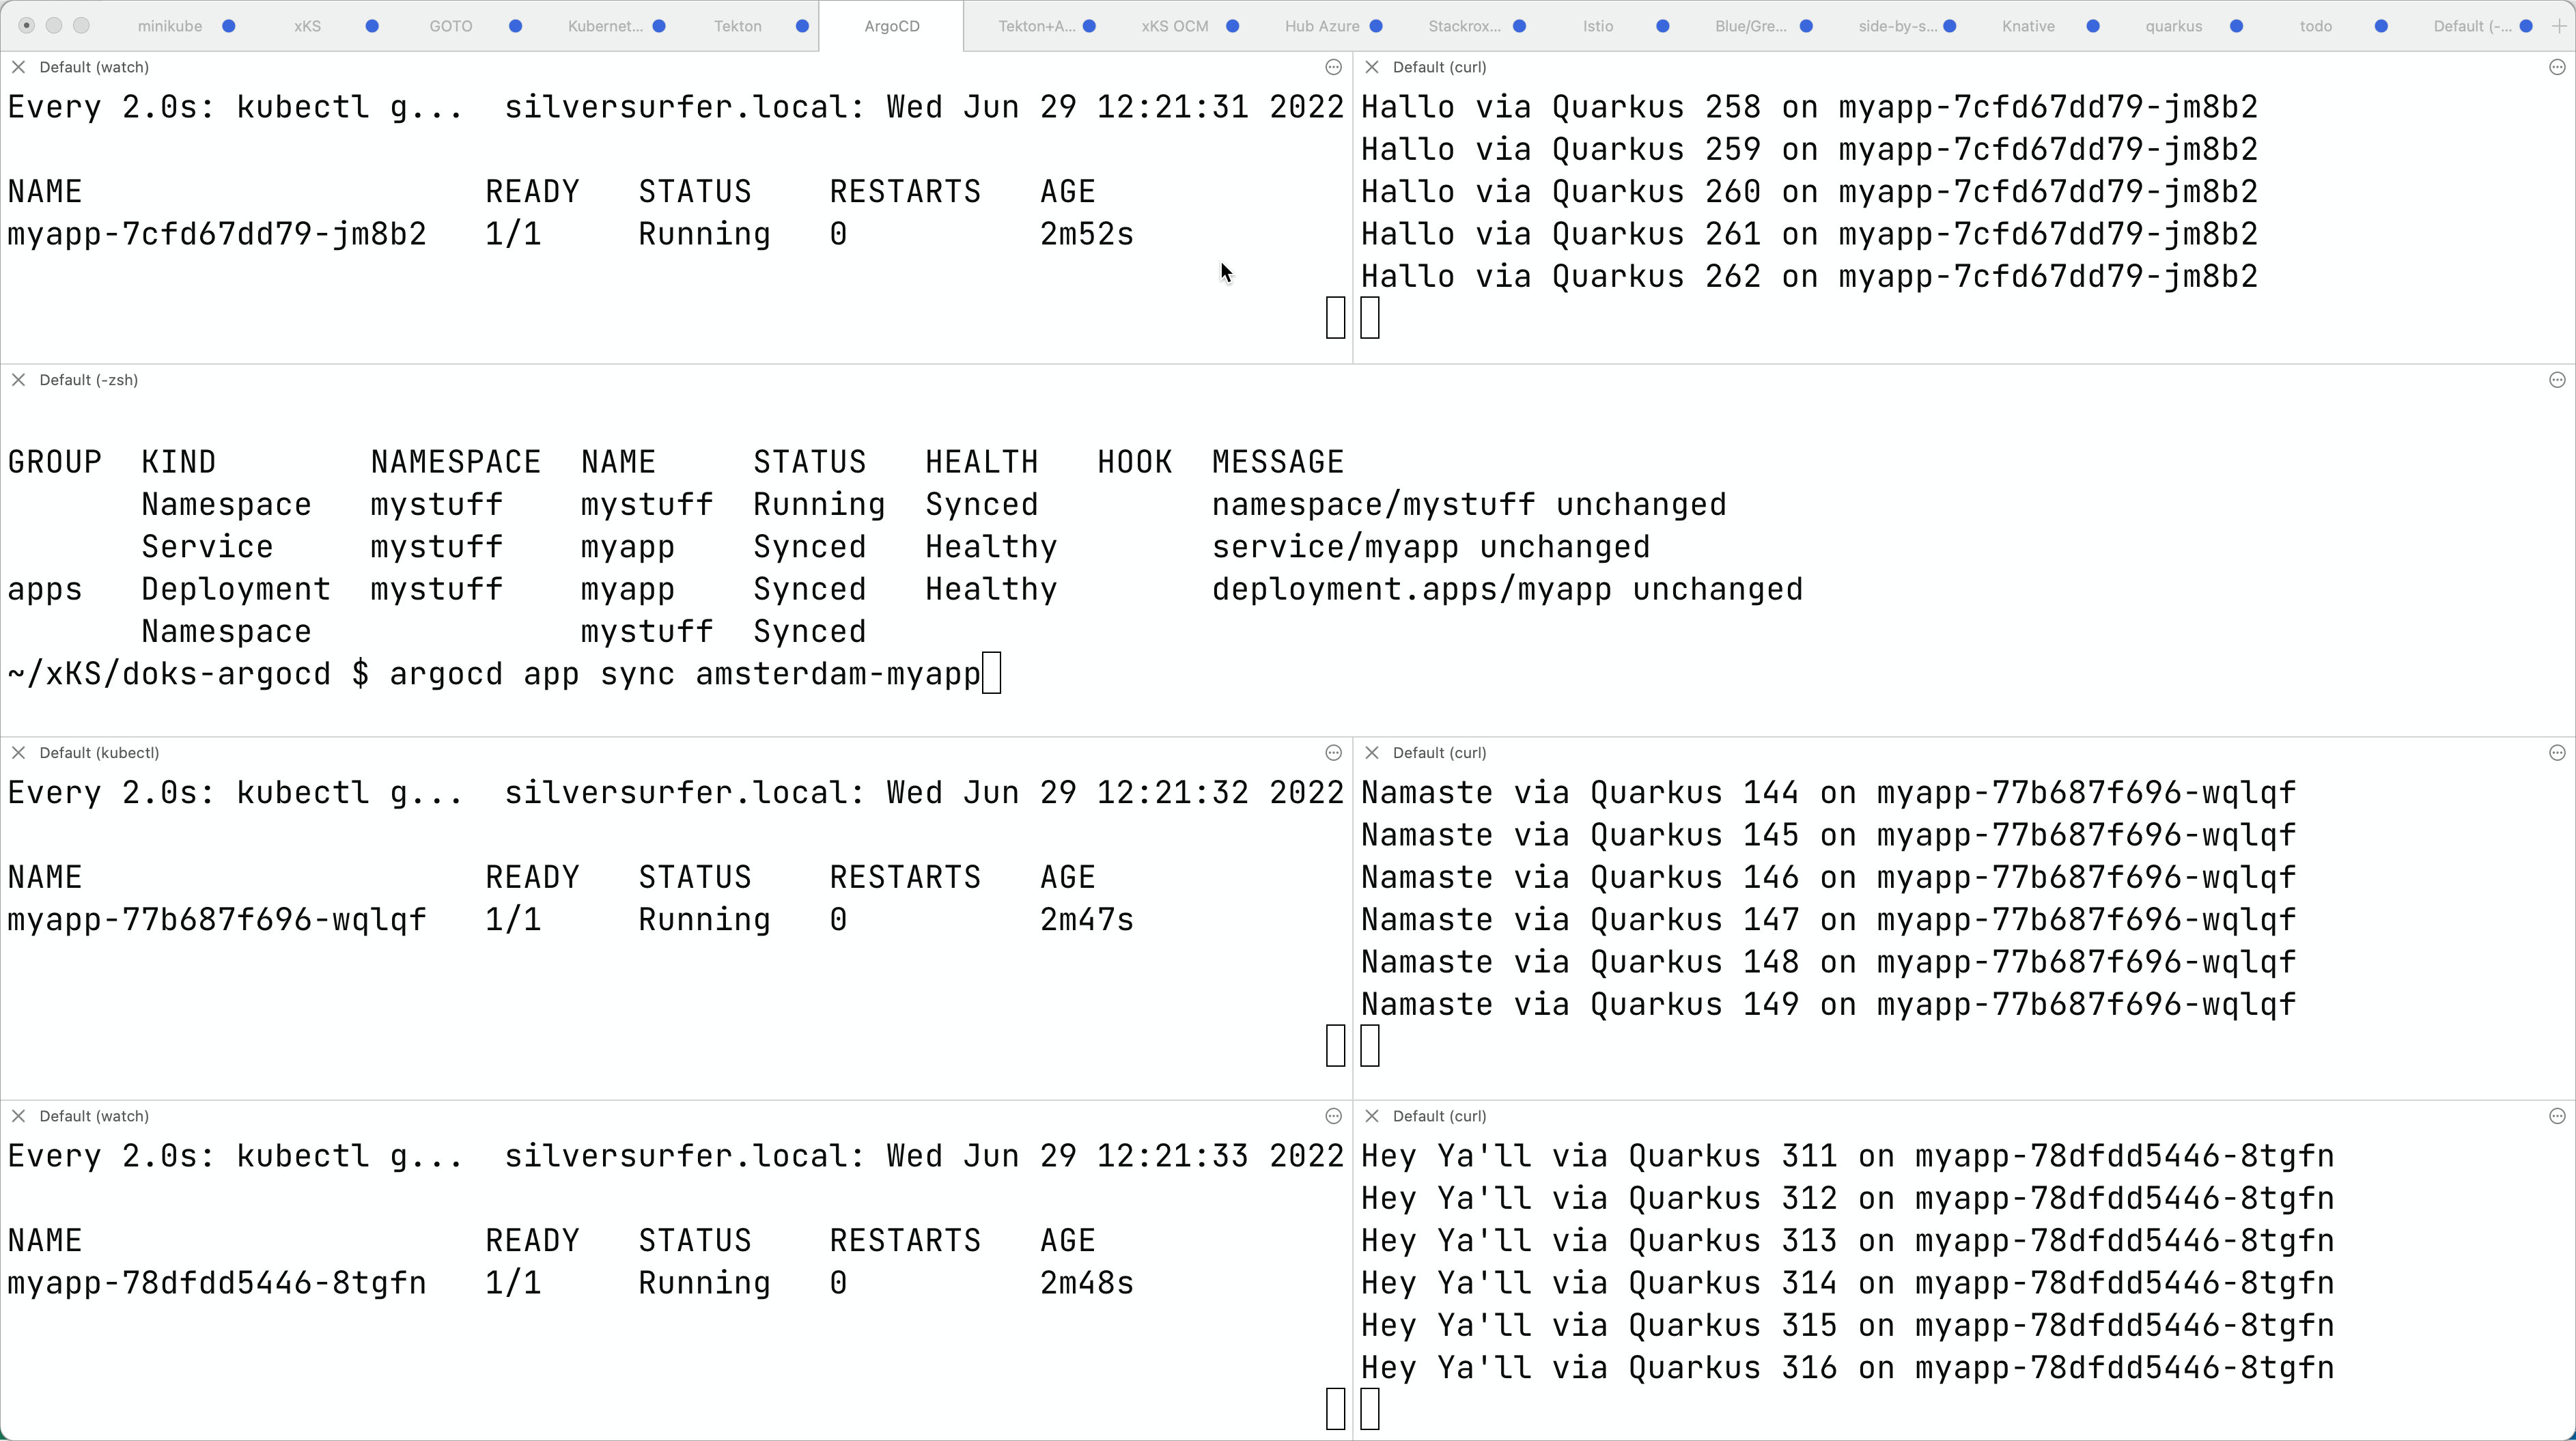 minikube xKS GOTO Kubernet... Tekton ArgoCD Tekton+A... xKS OCM Hub Azure Stackrox... Istio Blue/Gre... side-by-s... Knative quarkus todo Default (-...
Default (watch)
Every 2.0s: kubectl g... silversurfer.local: Wed Jun 29 12:21:31 2022
NAME READY STATUS RESTARTS AGE
myapp-7cfd67dd79-jm8b2 1/1 Running 0 2m52s
Default (curl)
Hallo via Quarkus 258 on myapp-7cfd67dd79-jm8b2
Hallo via Quarkus 259 on myapp-7cfd67dd79-jm8b2
Hallo via Quarkus 260 on myapp-7cfd67dd79-jm8b2
Hallo via Quarkus 261 on myapp-7cfd67dd79-jm8b2
Hallo via Quarkus 262 on myapp-7cfd67dd79-jm8b2
Default (-zsh)
GROUP KIND NAMESPACE NAME STATUS HEALTH HOOK MESSAGE
Namespace mystuff mystuff Running Synced namespace/mystuff unchanged
Service mystuff myapp Synced Healthy service/myapp unchanged
apps Deployment mystuff myapp Synced Healthy deployment.apps/myapp unchanged
Namespace mystuff Synced
~/xKS/doks-argocd $ argocd app sync amsterdam-myapp
Default (kubectl)
Every 2.0s: kubectl g... silversurfer.local: Wed Jun 29 12:21:32 2022
NAME READY STATUS RESTARTS AGE
myapp-77b687f696-wqlqf 1/1 Running 0 2m47s
Default (curl)
Namaste via Quarkus 144 on myapp-77b687f696-wqlqf
Namaste via Quarkus 145 on myapp-77b687f696-wqlqf
Namaste via Quarkus 146 on myapp-77b687f696-wqlqf
Namaste via Quarkus 147 on myapp-77b687f696-wqlqf
Namaste via Quarkus 148 on myapp-77b687f696-wqlqf
Namaste via Quarkus 149 on myapp-77b687f696-wqlqf
Default (watch)
Every 2.0s: kubectl g... silversurfer.local: Wed Jun 29 12:21:33 2022
NAME READY STATUS RESTARTS AGE
myapp-78dfdd5446-8tgfn 1/1 Running 0 2m48s
Default (curl)
Hey Ya'll via Quarkus 311 on myapp-78dfdd5446-8tgfn
Hey Ya'll via Quarkus 312 on myapp-78dfdd5446-8tgfn
Hey Ya'll via Quarkus 313 on myapp-78dfdd5446-8tgfn
Hey Ya'll via Quarkus 314 on myapp-78dfdd5446-8tgfn
Hey Ya'll via Quarkus 315 on myapp-78dfdd5446-8tgfn
Hey Ya'll via Quarkus 316 on myapp-78dfdd5446-8tgfn